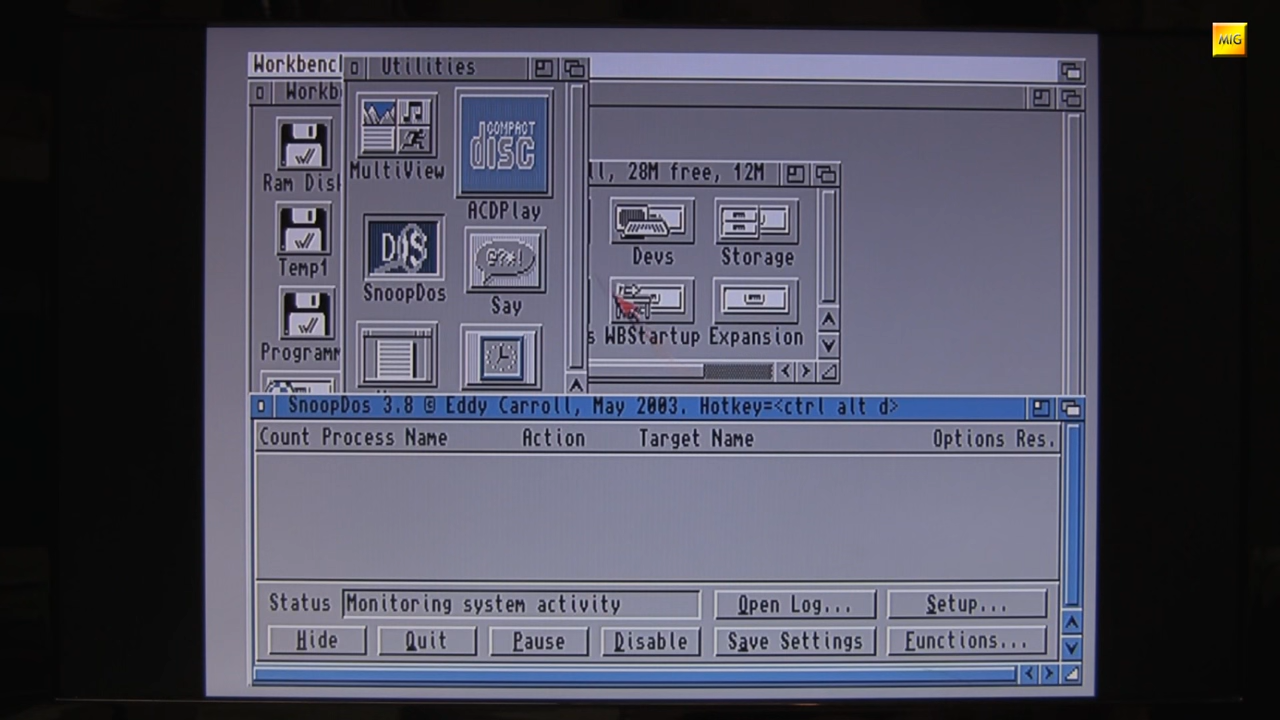 MIG
Workbencl
Utilities
Workb
COMPACT
disc
MultiView
Ram Disk
ACDPlay
ll, 28M free, 12M
DOS
@?*!
Devs
Storage
Temp1
SnoopDos
Say
s WBStartup Expansion
Programm
SnoopDos 3.8 © Eddy Carroll, May 2003. Hotkey=<ctrl alt d>
Count Process Name Action Target Name Options Res.
Status Monitoring system activity Open Log... Setup...
Hide Quit Pause Disable Save Settings Functions...